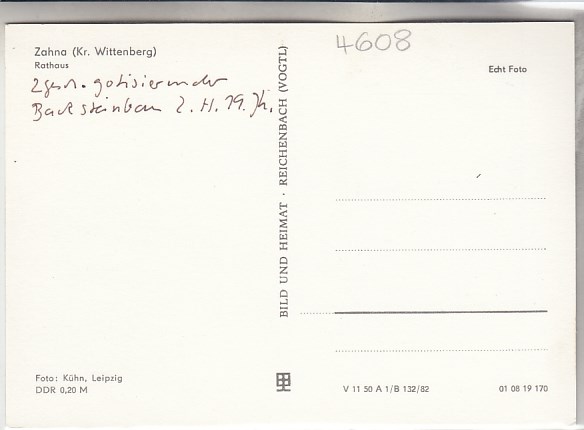 Zahna (Kr. Wittenberg)
Rathaus
2gesch. gotisierender
Backsteinbau 2. H. 19. Jh.
4608
Echt Foto
BILD UND HEIMAT · REICHENBACH (VOGTL)
Foto: Kühn, Leipzig
DDR 0,20 M
V 11 50 A 1/B 132/82
01 08 19 170